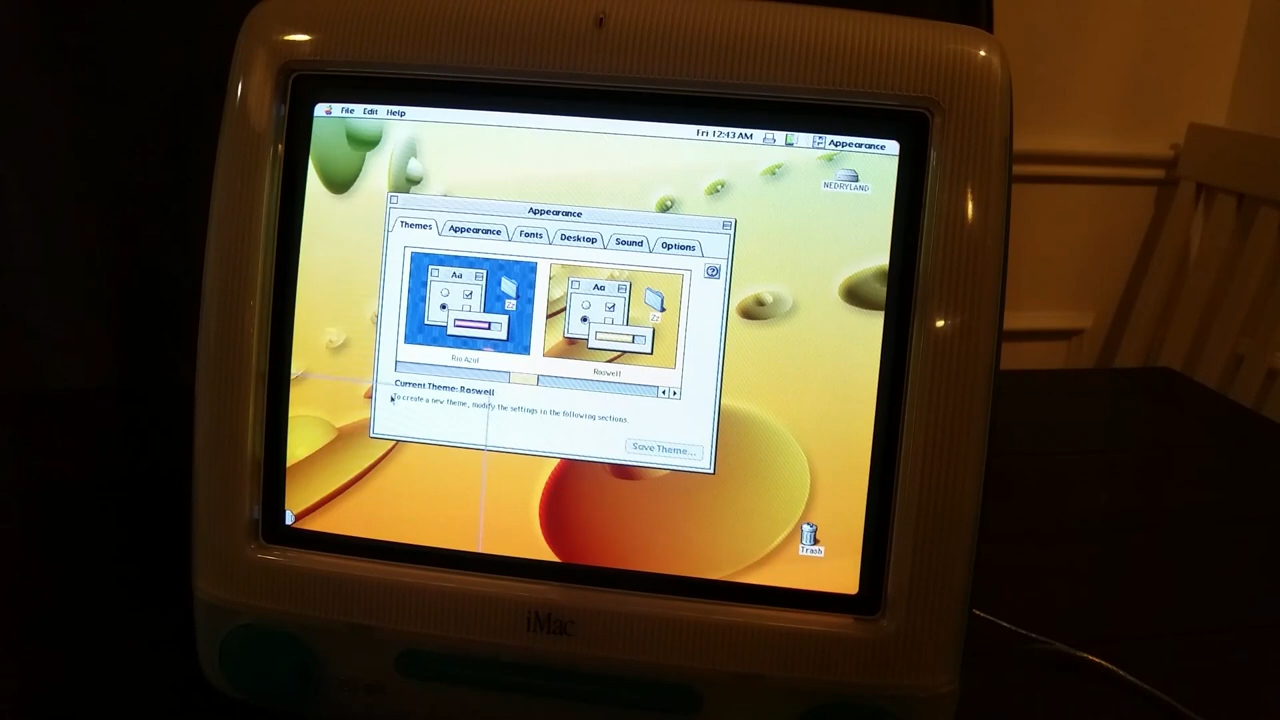 File Edit Help
Fri 12:43 AM
Appearance
NEDRYLAND
Appearance
Themes Appearance Fonts Desktop Sound Options
Aa
Zz
Aa
Zz
Rio Azul
Roswell
Current Theme: Roswell
To create a new theme, modify the settings in the following sections.
Save Theme...
Trash
iMac